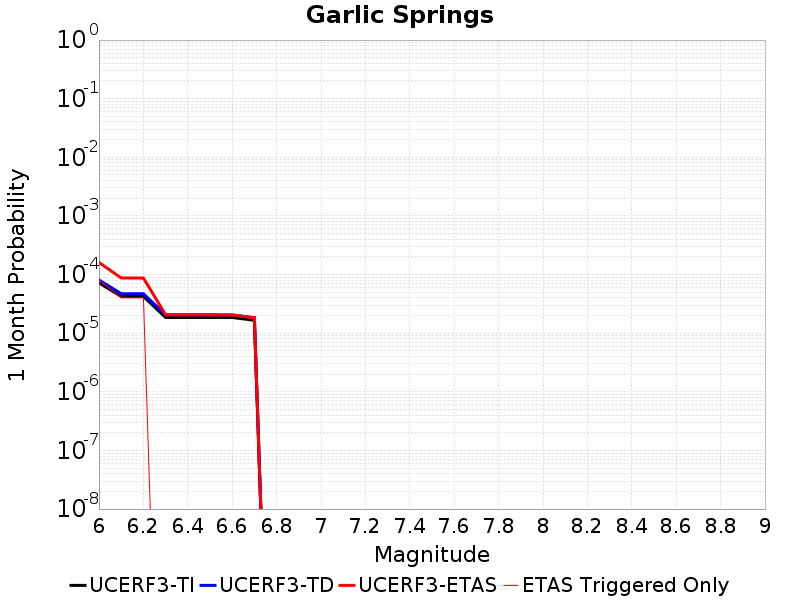 Garlic Springs
10^0
10^-1
10^-2
10^-3
10^-4
10^-5
10^-6
10^-7
10^-8
1 Month Probability
6 6.2 6.4 6.6 6.8 7 7.2 7.4 7.6 7.8 8 8.2 8.4 8.6 8.8 9
Magnitude
UCERF3-TI UCERF3-TD UCERF3-ETAS ETAS Triggered Only